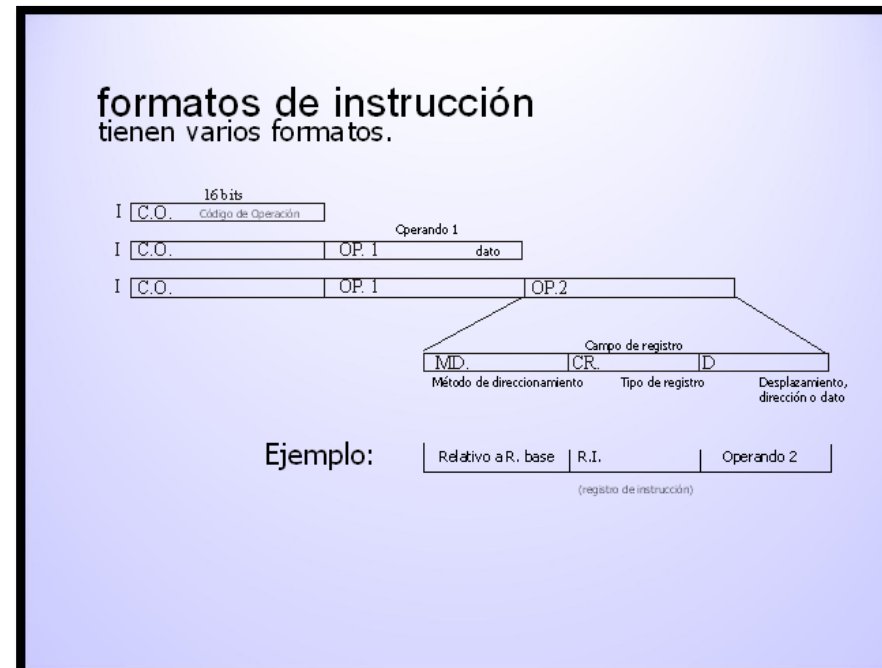 formatos de instrucción
tienen varios formatos.
16 bits
I C.O. Código de Operación
Operando 1
I C.O. OP. 1 dato
I C.O. OP. 1 OP.2
Campo de registro
MD. CR. D
Método de direccionamiento Tipo de registro Desplazamiento,
dirección o dato
Ejemplo: Relativo a R. base R.I. Operando 2
(registro de instrucción)